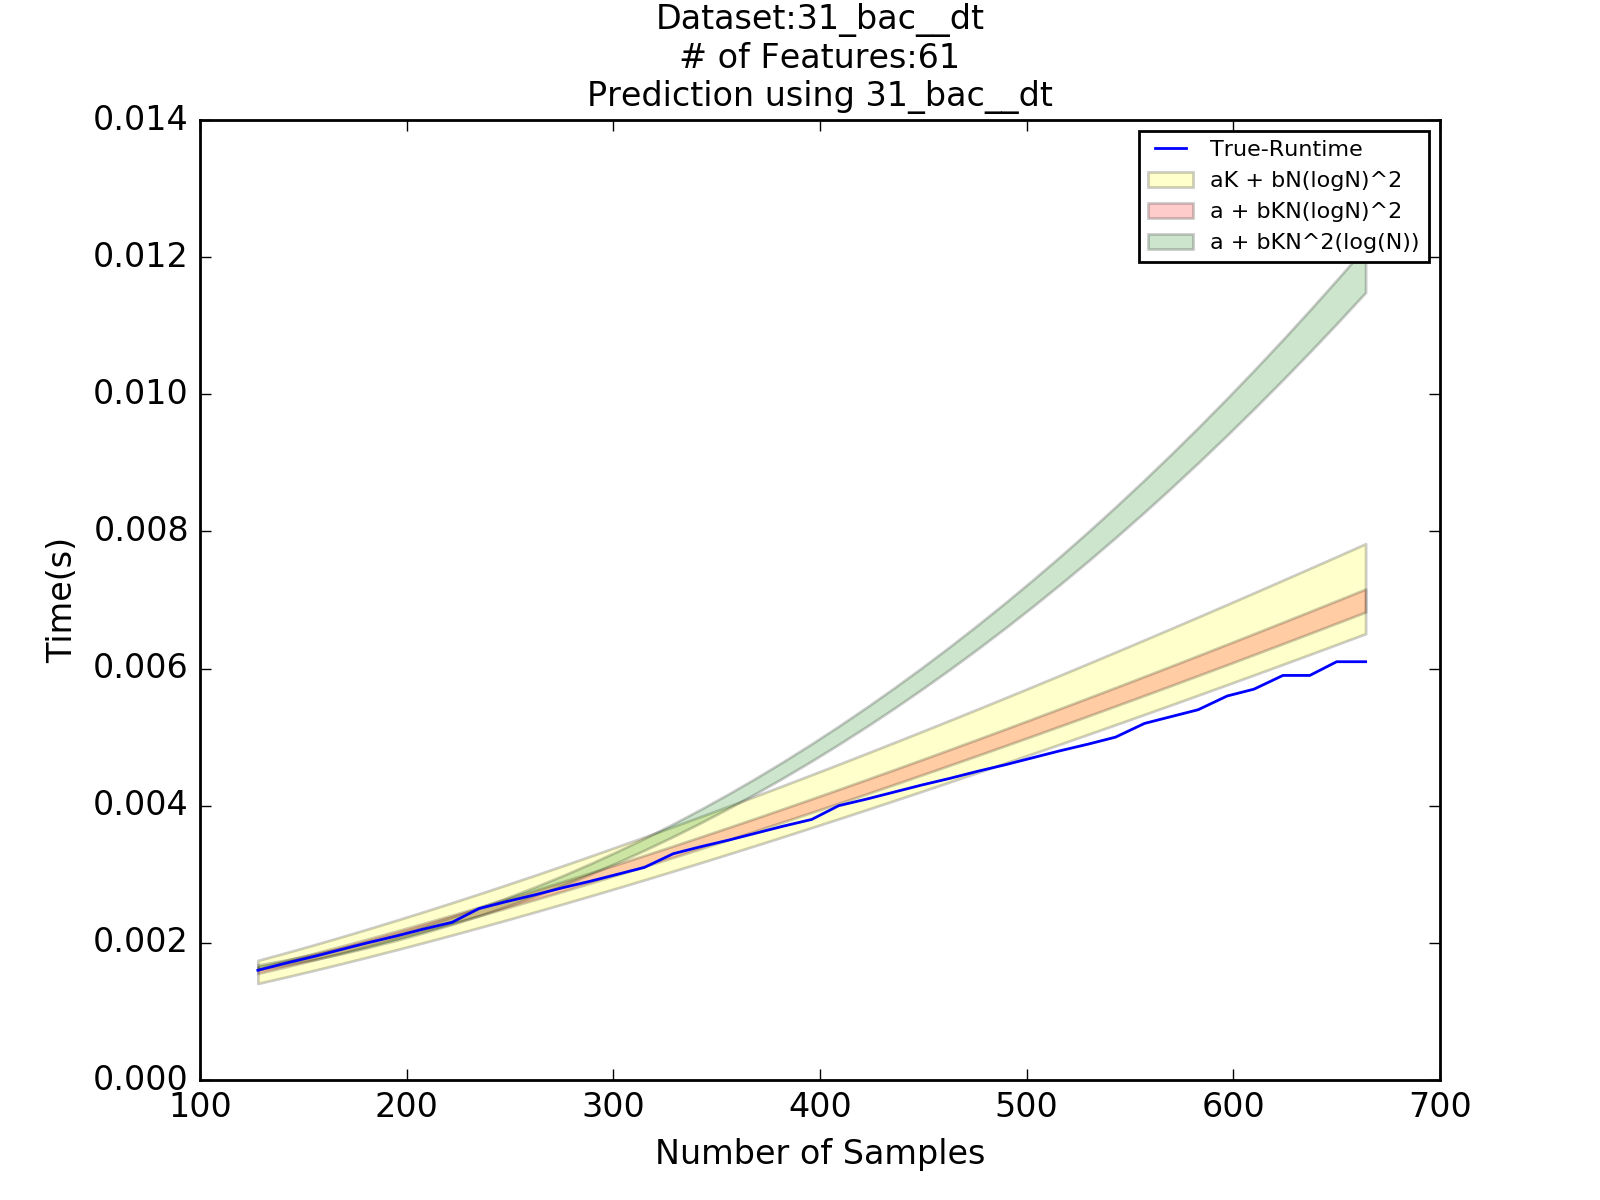 Dataset:31_bac__dt
# of Features:61
Prediction using 31_bac__dt
0.014
0.012
0.010
0.008
0.006
0.004
0.002
0.000
Time(s)
True-Runtime
aK + bN(logN)^2
a + bKN(logN)^2
a + bKN^2(log(N))
100 200 300 400 500 600 700
Number of Samples